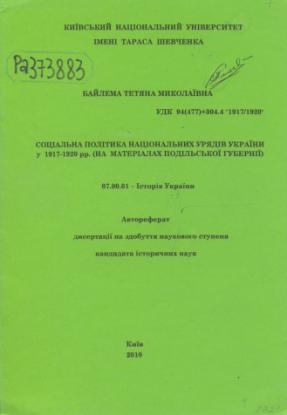 КИЇВСЬКИЙ НАЦІОНАЛЬНИЙ УНІВЕРСИТЕТ
ІМЕНІ ТАРАСА ШЕВЧЕНКА
Ра373883
БАЙЛЕМА ТЕТЯНА МИКОЛАЇВНА
УДК 94(477)+304.4 "1917/1920"
СОЦІАЛЬНА ПОЛІТИКА НАЦІОНАЛЬНИХ УРЯДІВ УКРАЇНИ
у 1917-1920 рр. (НА МАТЕРІАЛАХ ПОДІЛЬСЬКОЇ ГУБЕРНІЇ)
07.00.01 – Історія України
Автореферат
дисертації на здобуття наукового ступеня
кандидата історичних наук
Київ
2010